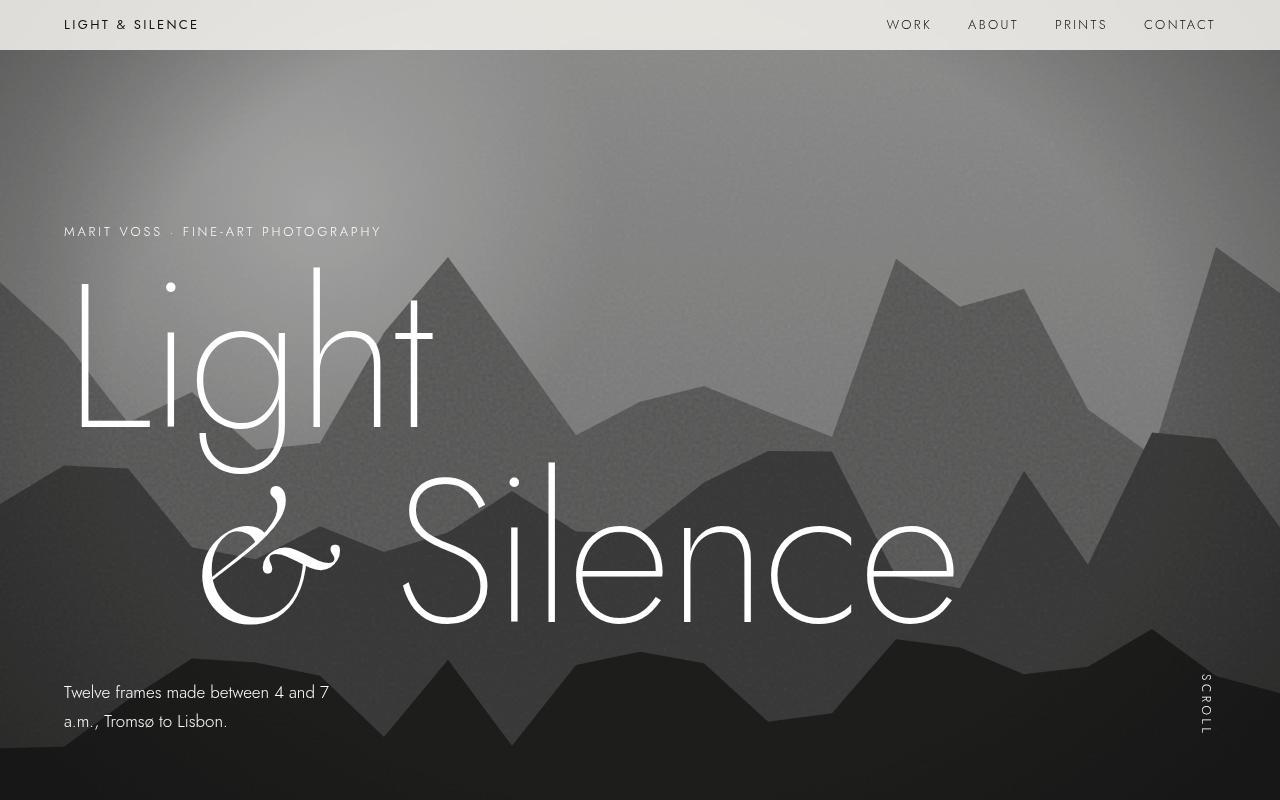 LIGHT & SILENCE
WORK ABOUT PRINTS CONTACT
MARIT VOSS · FINE-ART PHOTOGRAPHY
Light
& Silence
Twelve frames made between 4 and 7
a.m., Tromsø to Lisbon.
SCROLL